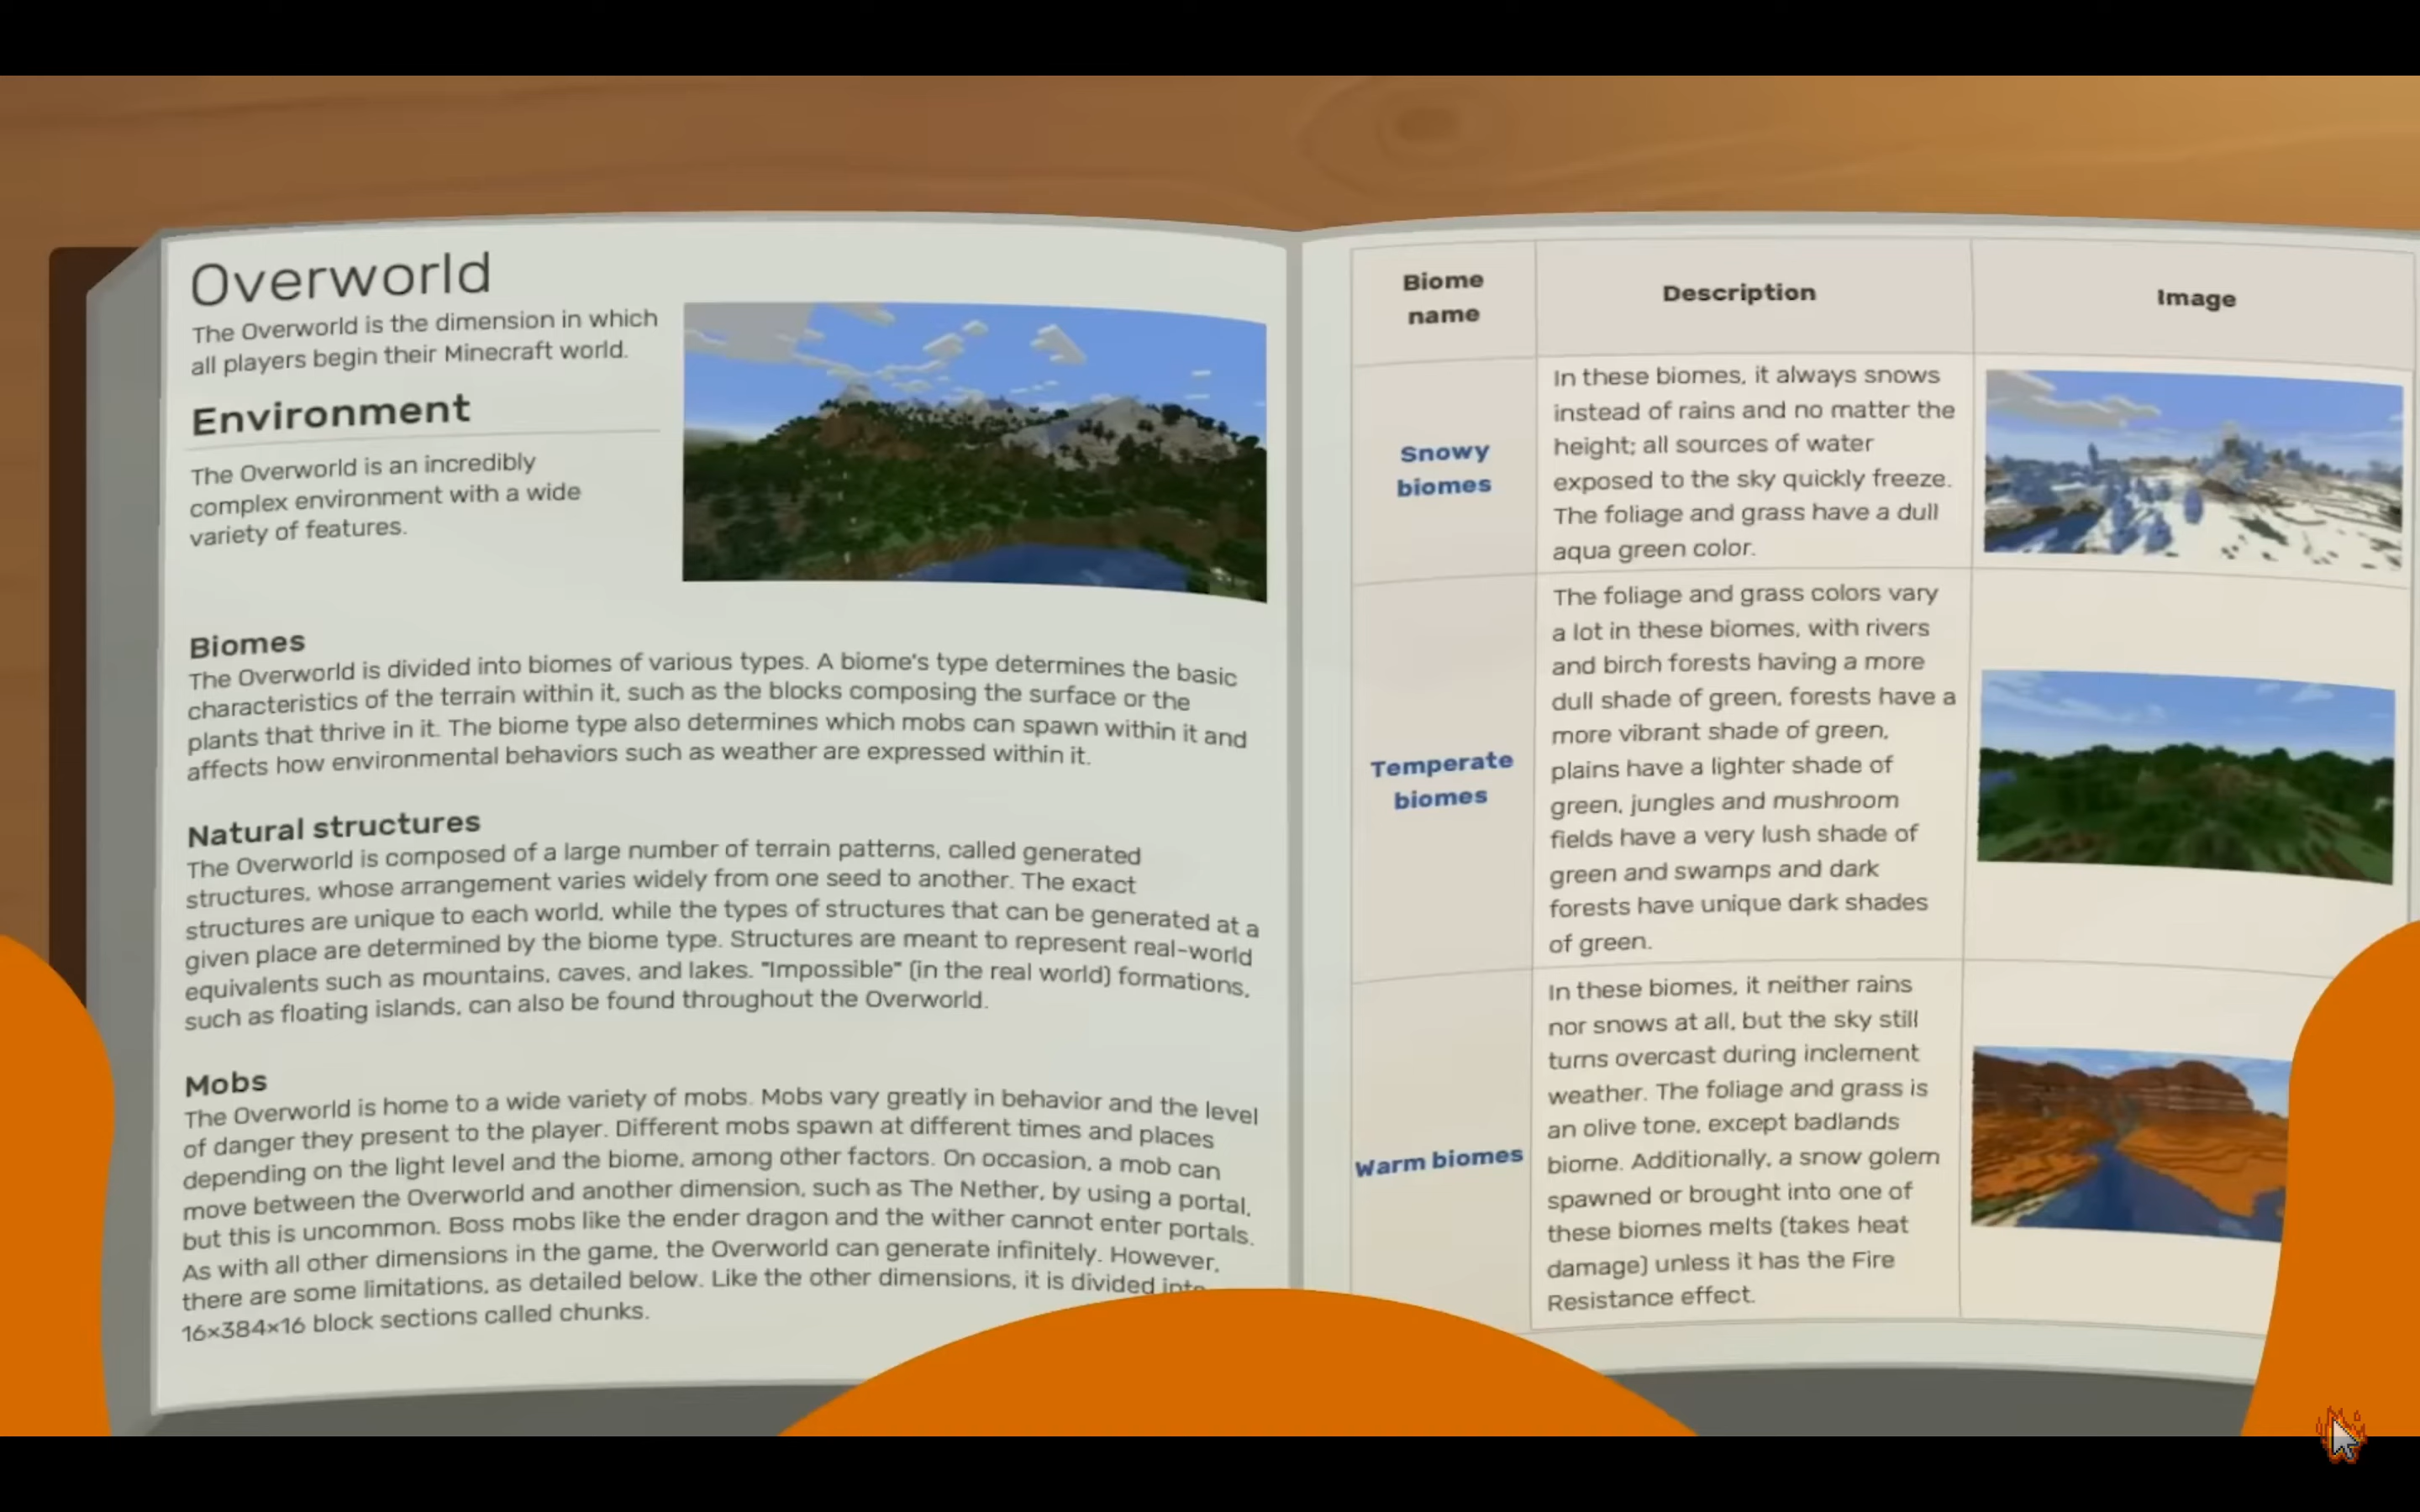 Overworld
The Overworld is the dimension in which
all players begin their Minecraft world.
Environment
The Overworld is an incredibly
complex environment with a wide
variety of features.
Biomes
The Overworld is divided into biomes of various types. A biome's type determines the basic
characteristics of the terrain within it, such as the blocks composing the surface or the
plants that thrive in it. The biome type also determines which mobs can spawn within it and
affects how environmental behaviors such as weather are expressed within it.
Natural structures
The Overworld is composed of a large number of terrain patterns, called generated
structures, whose arrangement varies widely from one seed to another. The exact
structures are unique to each world, while the types of structures that can be generated at a
given place are determined by the biome type. Structures are meant to represent real-world
equivalents such as mountains, caves, and lakes. "Impossible" (in the real world) formations,
such as floating islands, can also be found throughout the Overworld.
Mobs
The Overworld is home to a wide variety of mobs. Mobs vary greatly in behavior and the level
of danger they present to the player. Different mobs spawn at different times and places
depending on the light level and the biome, among other factors. On occasion, a mob can
move between the Overworld and another dimension, such as The Nether, by using a portal,
but this is uncommon. Boss mobs like the ender dragon and the wither cannot enter portals.
As with all other dimensions in the game, the Overworld can generate infinitely. However,
there are some limitations, as detailed below. Like the other dimensions, it is divided into
16×384×16 block sections called chunks.
Biome
name
Description
Image
Snowy
biomes
In these biomes, it always snows
instead of rains and no matter the
height; all sources of water
exposed to the sky quickly freeze.
The foliage and grass have a dull
aqua green color.
Temperate
biomes
The foliage and grass colors vary
a lot in these biomes, with rivers
and birch forests having a more
dull shade of green, forests have a
more vibrant shade of green,
plains have a lighter shade of
green, jungles and mushroom
fields have a very lush shade of
green and swamps and dark
forests have unique dark shades
of green.
Warm biomes
In these biomes, it neither rains
nor snows at all, but the sky still
turns overcast during inclement
weather. The foliage and grass is
an olive tone, except badlands
biome. Additionally, a snow golem
spawned or brought into one of
these biomes melts (takes heat
damage) unless it has the Fire
Resistance effect.